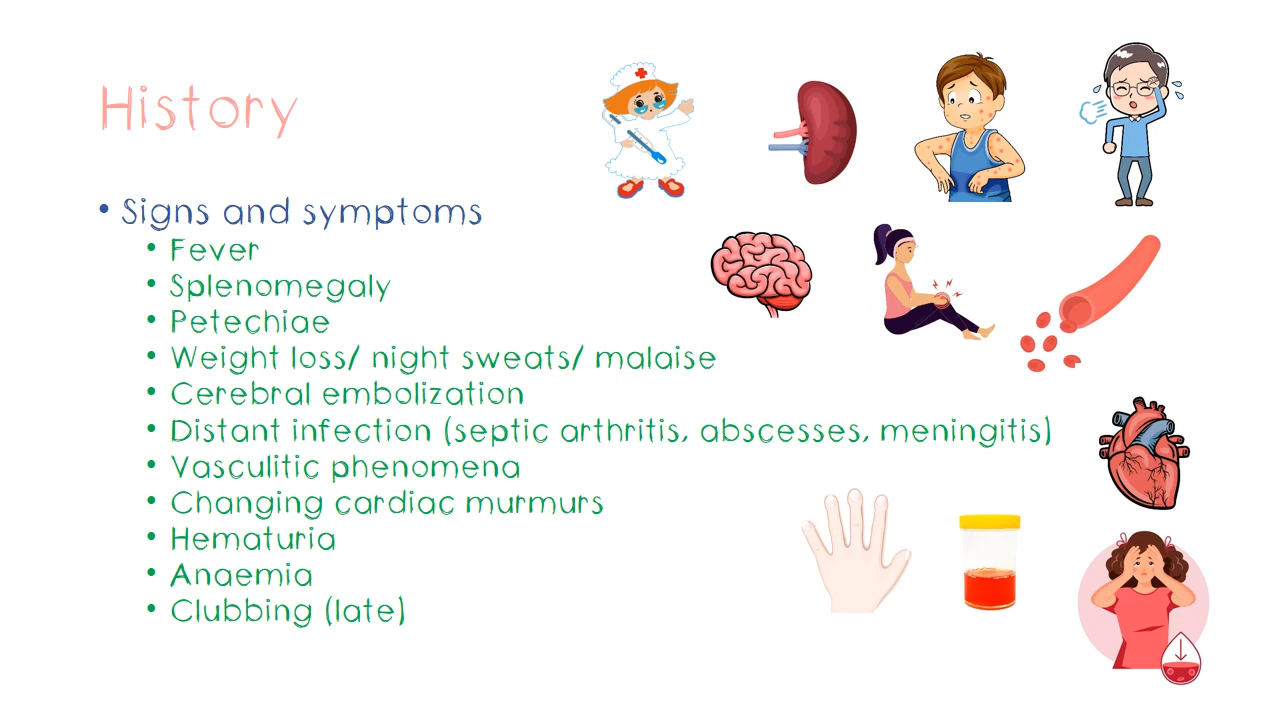 History
• Signs and symptoms
• Fever
• Splenomegaly
• Petechiae
• Weight loss/ night sweats/ malaise
• Cerebral embolization
• Distant infection (septic arthritis, abscesses, meningitis)
• Vasculitic phenomena
• Changing cardiac murmurs
• Hematuria
• Anaemia
• Clubbing (late)